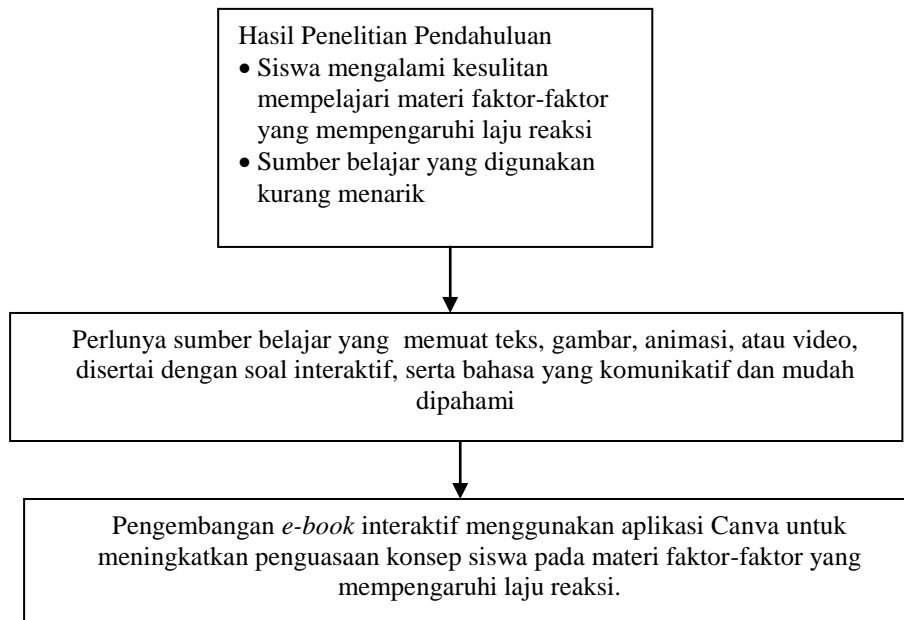 Hasil Penelitian Pendahuluan
• Siswa mengalami kesulitan
mempelajari materi faktor-faktor
yang mempengaruhi laju reaksi
• Sumber belajar yang digunakan
kurang menarik
Perlunya sumber belajar yang  memuat teks, gambar, animasi, atau video,
disertai dengan soal interaktif, serta bahasa yang komunikatif dan mudah
dipahami
Pengembangan e-book interaktif menggunakan aplikasi Canva untuk
meningkatkan penguasaan konsep siswa pada materi faktor-faktor yang
mempengaruhi laju reaksi.